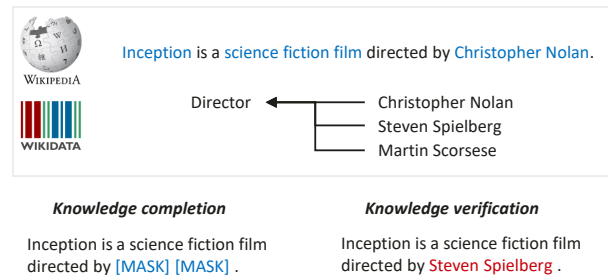 Inception is a science fiction film directed by Christopher Nolan.
WIKIPEDIA
Director
Christopher Nolan
Steven Spielberg
Martin Scorsese
WIKIDATA
Knowledge completion
Inception is a science fiction film
directed by [MASK] [MASK] .
Knowledge verification
Inception is a science fiction film
directed by Steven Spielberg .